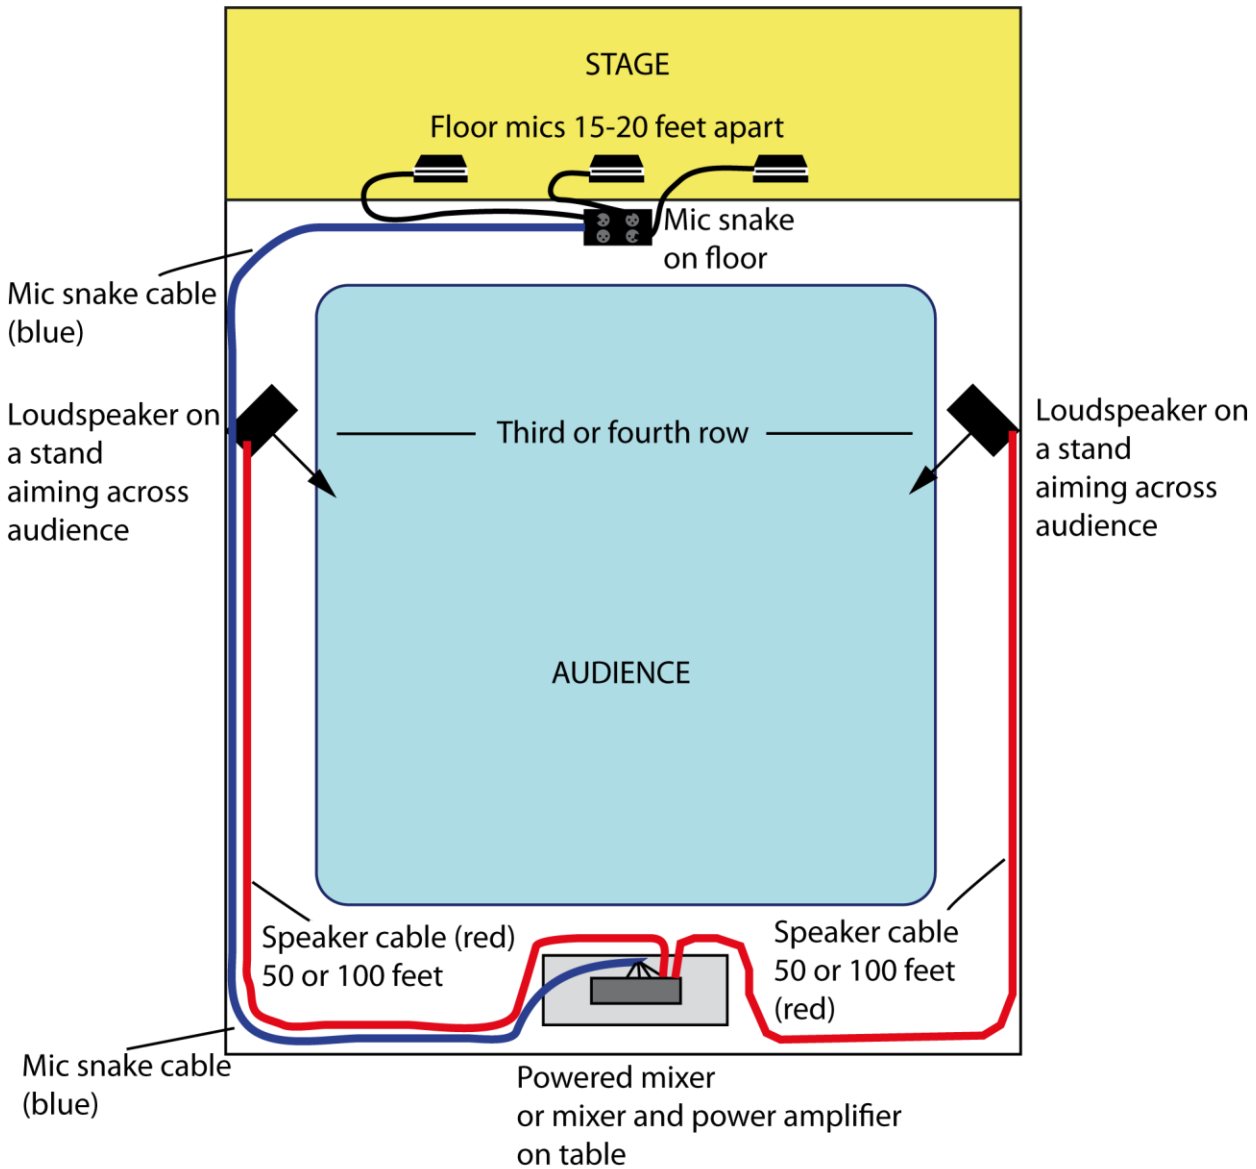 STAGE
Floor mics 15-20 feet apart
Mic snake
on floor
Mic snake cable
(blue)
Loudspeaker on
a stand
aiming across
audience
Third or fourth row
Loudspeaker on
a stand
aiming across
audience
AUDIENCE
Speaker cable (red)
50 or 100 feet
Speaker cable
50 or 100 feet
(red)
Mic snake cable
(blue)
Powered mixer
or mixer and power amplifier
on table